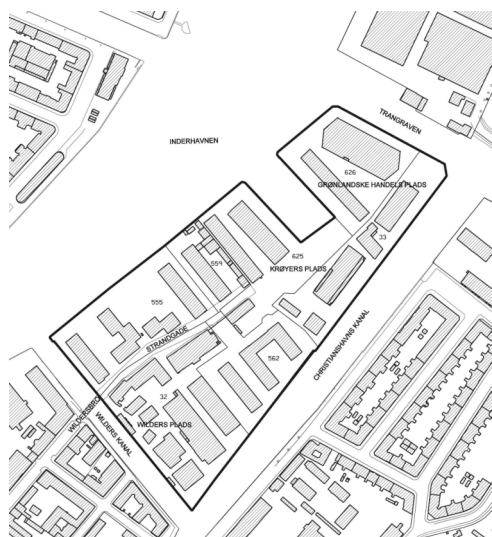 TRANGRAVEN
INDERHAVNEN
626
GRØNLANDSKE HANDELS PLADS
33
559
625
KRØYERS PLADS
555
STRANDGADE
562
CHRISTIANSHAVNS KANAL
32
WILDERSBRO
WILDERS KANAL
WILDERS PLADS